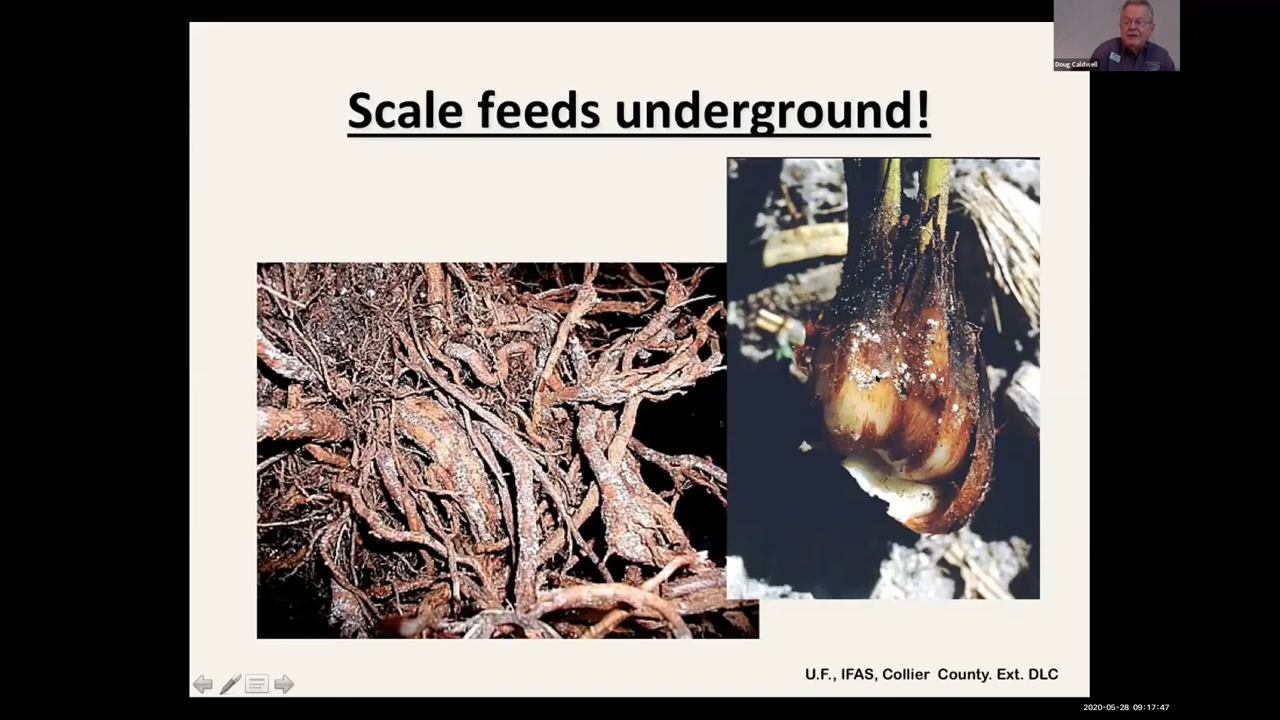 Doug Caldwell
Scale feeds underground!
U.F., IFAS, Collier County. Ext. DLC
2020-05-28 09:17:47